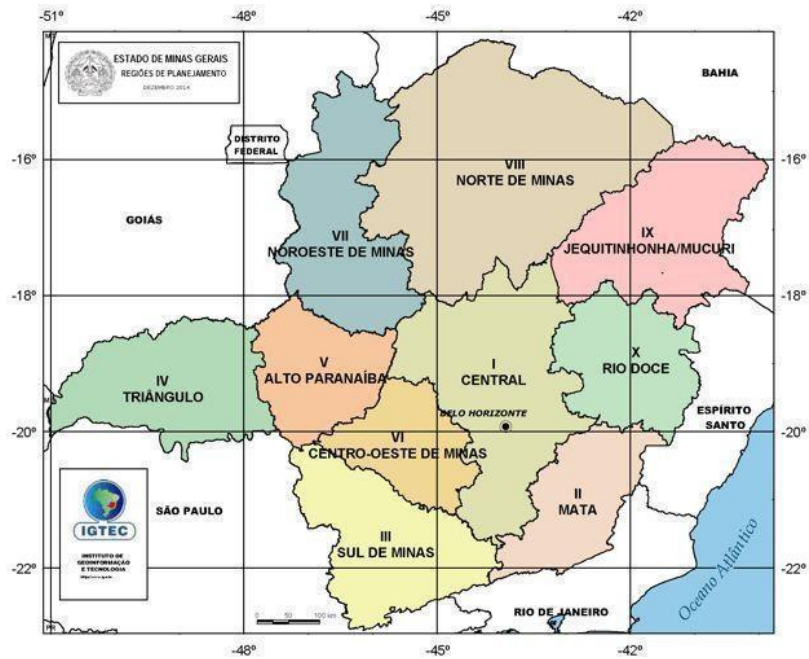 -51º
-48º
-45º
-42º
ESTADO DE MINAS GERAIS
REGIÕES DE PLANEJAMENTO
DEZEMBRO 2014
BAHIA
DISTRITO
FEDERAL
-16º
-16º
VIII
NORTE DE MINAS
GOIÁS
VII
NOROESTE DE MINAS
IX
JEQUITINHONHA/MUCURI
-18º
-18º
V
ALTO PARANAÍBA
I
CENTRAL
X
RIO DOCE
IV
TRIÂNGULO
BELO HORIZONTE
ESPÍRITO
SANTO
-20º
-20º
VI
CENTRO-OESTE DE MINAS
SÃO PAULO
II
MATA
IGTEC
INSTITUTO DE
GEOINFORMAÇÃO
E TECNOLOGIA
III
SUL DE MINAS
Oceano Atlântico
-22º
-22º
0 50 100 km
RIO DE JANEIRO
PR
-48º
-45º
-42º